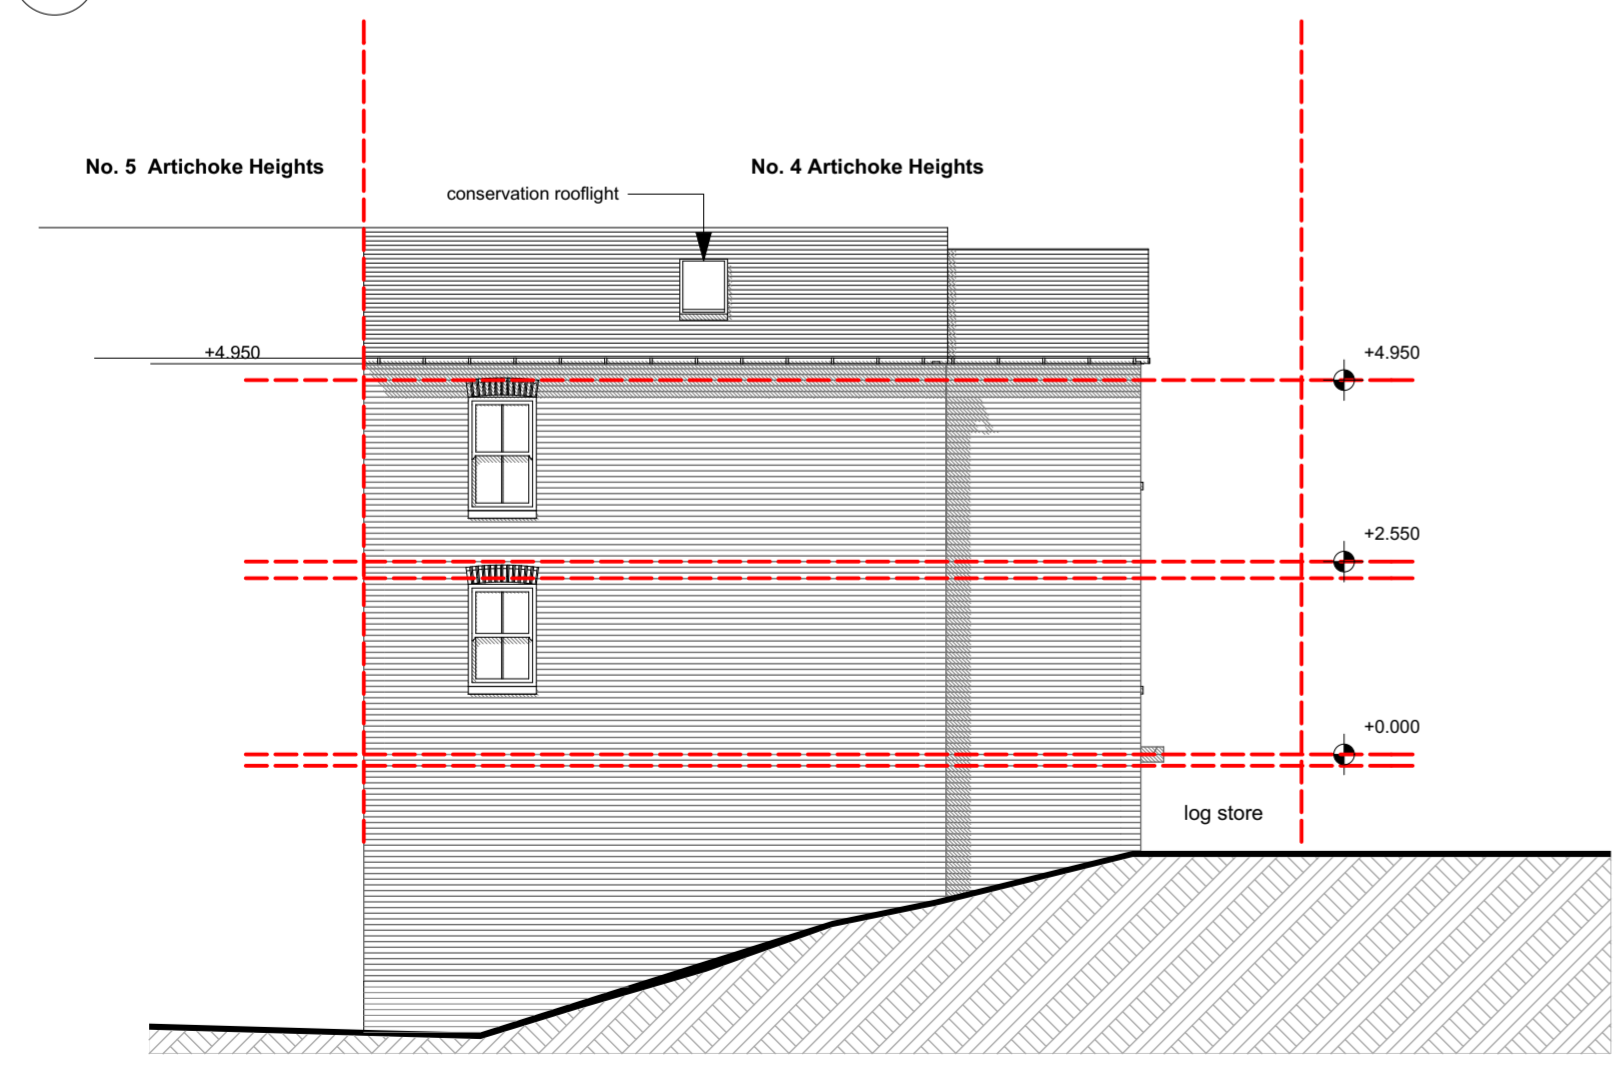 No. 5  Artichoke Heights
No. 4 Artichoke Heights
conservation rooflight
+4.950
+4.950
+2.550
+0.000
log store